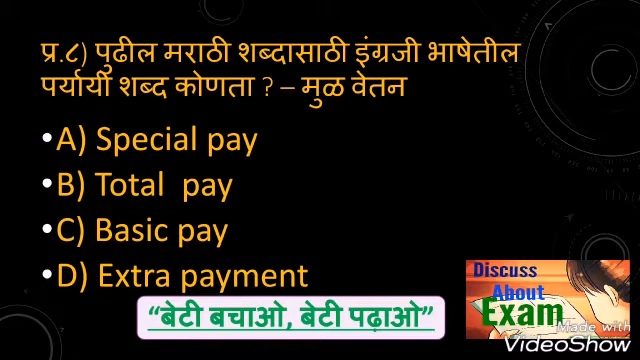 प्र.८) पुढील मराठी शब्दासाठी इंग्रजी भाषेतील
पर्यायी शब्द कोणता ? – मुळ वेतन
•A) Special pay
•B) Total pay
•C) Basic pay
•D) Extra payment
“बेटी बचाओ, बेटी पढ़ाओ”
Discuss
About
Exam
Made with
VideoShow